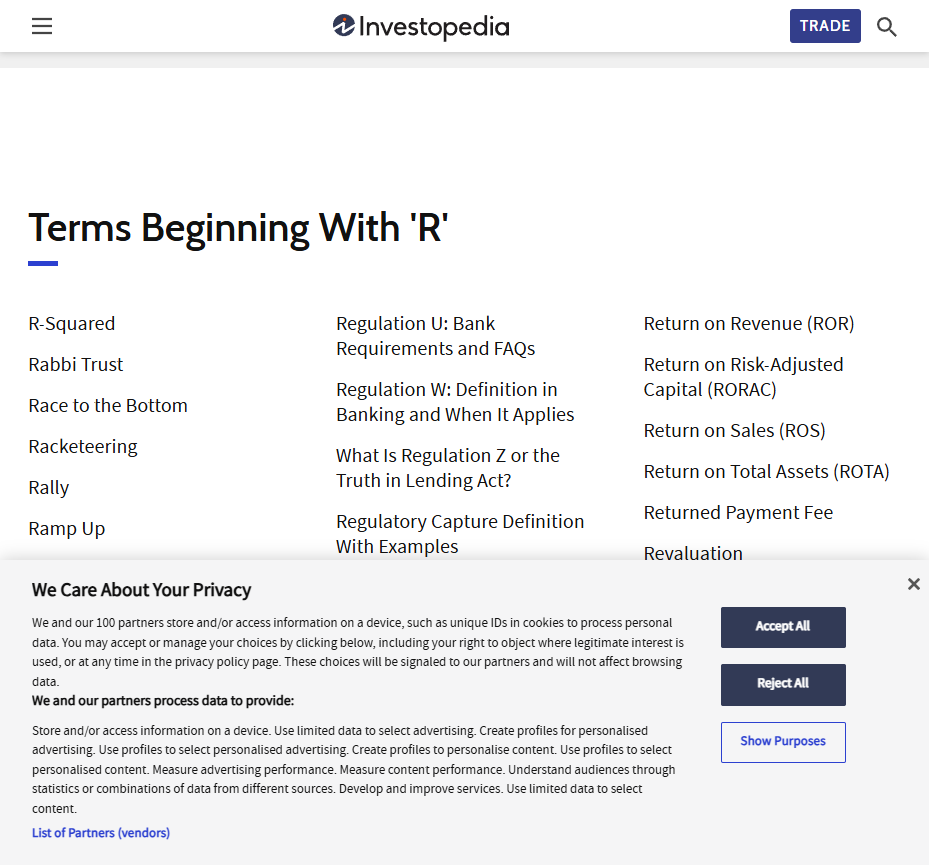 Investopedia
TRADE
Terms Beginning With 'R'
R-Squared
Rabbi Trust
Race to the Bottom
Racketeering
Rally
Ramp Up
Regulation U: Bank
Requirements and FAQs
Regulation W: Definition in
Banking and When It Applies
What Is Regulation Z or the
Truth in Lending Act?
Regulatory Capture Definition
With Examples
Return on Revenue (ROR)
Return on Risk-Adjusted
Capital (RORAC)
Return on Sales (ROS)
Return on Total Assets (ROTA)
Returned Payment Fee
Revaluation
We Care About Your Privacy
We and our 100 partners store and/or access information on a device, such as unique IDs in cookies to process personal
data. You may accept or manage your choices by clicking below, including your right to object where legitimate interest is
used, or at any time in the privacy policy page. These choices will be signaled to our partners and will not affect browsing
data.
We and our partners process data to provide:
Store and/or access information on a device. Use limited data to select advertising. Create profiles for personalised
advertising. Use profiles to select personalised advertising. Create profiles to personalise content. Use profiles to select
personalised content. Measure advertising performance. Measure content performance. Understand audiences through
statistics or combinations of data from different sources. Develop and improve services. Use limited data to select
content.
List of Partners (vendors)
Accept All
Reject All
Show Purposes